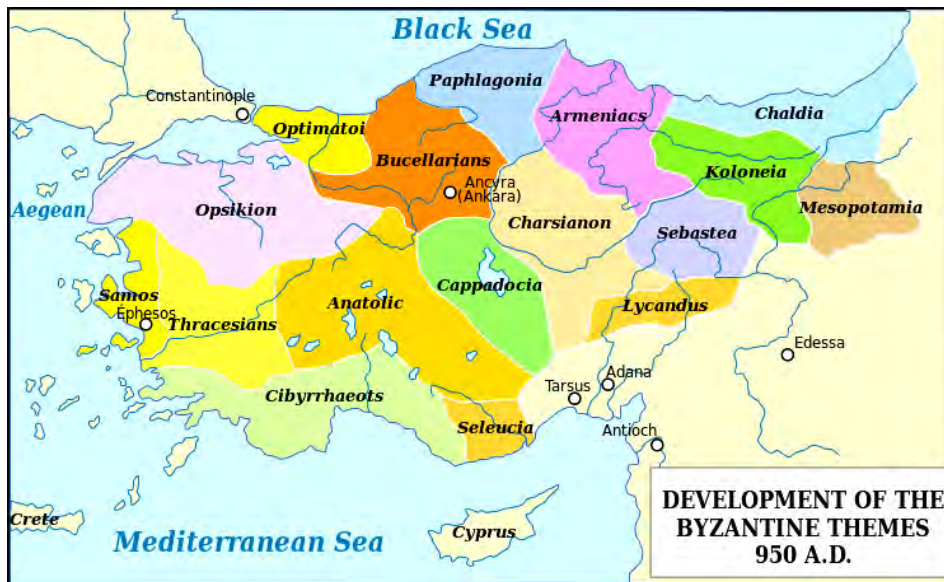 Black Sea
Paphlagonia
Constantinople
Armeniacs
Chaldia
Optimatoi
Bucellarians
Koloneia
Ancyra
(Ankara)
Aegean
Opsikion
Mesopotamia
Charsianon
Sebastea
Cappadocia
Samos
Anatolic
Lycandus
Éphesos
Thracesians
Edessa
Adana
Tarsus
Cibyrrhaeots
Seleucia
Antioch
DEVELOPMENT OF THE
BYZANTINE THEMES
950 A.D.
Crete
Cyprus
Mediterranean Sea